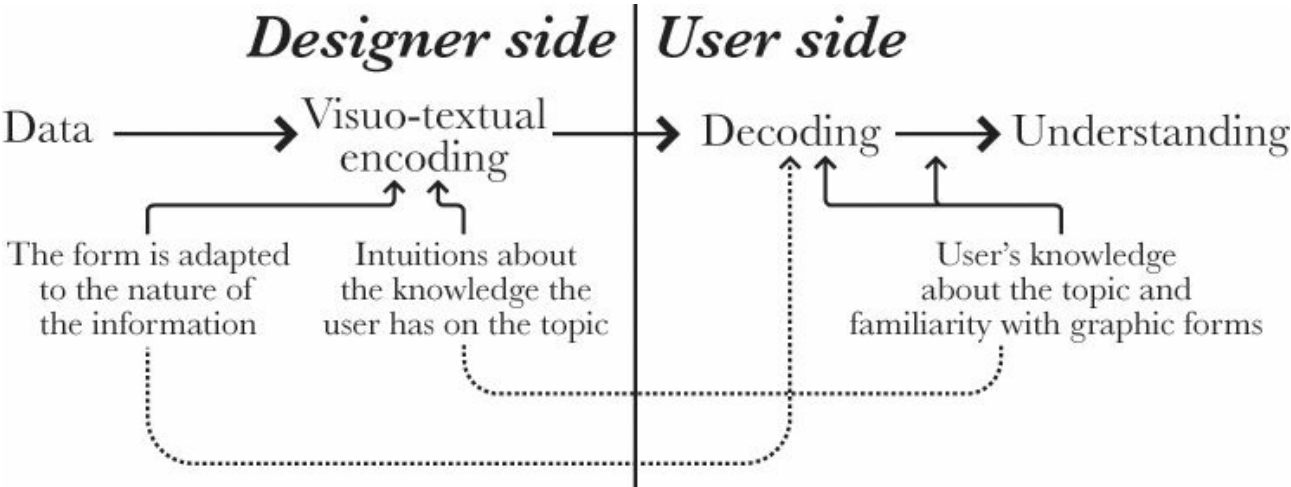 Designer side
User side
Data
Visuo-textual
encoding
Decoding
Understanding
The form is adapted
to the nature of
the information
Intuitions about
the knowledge the
user has on the topic
User’s knowledge
about the topic and
familiarity with graphic forms